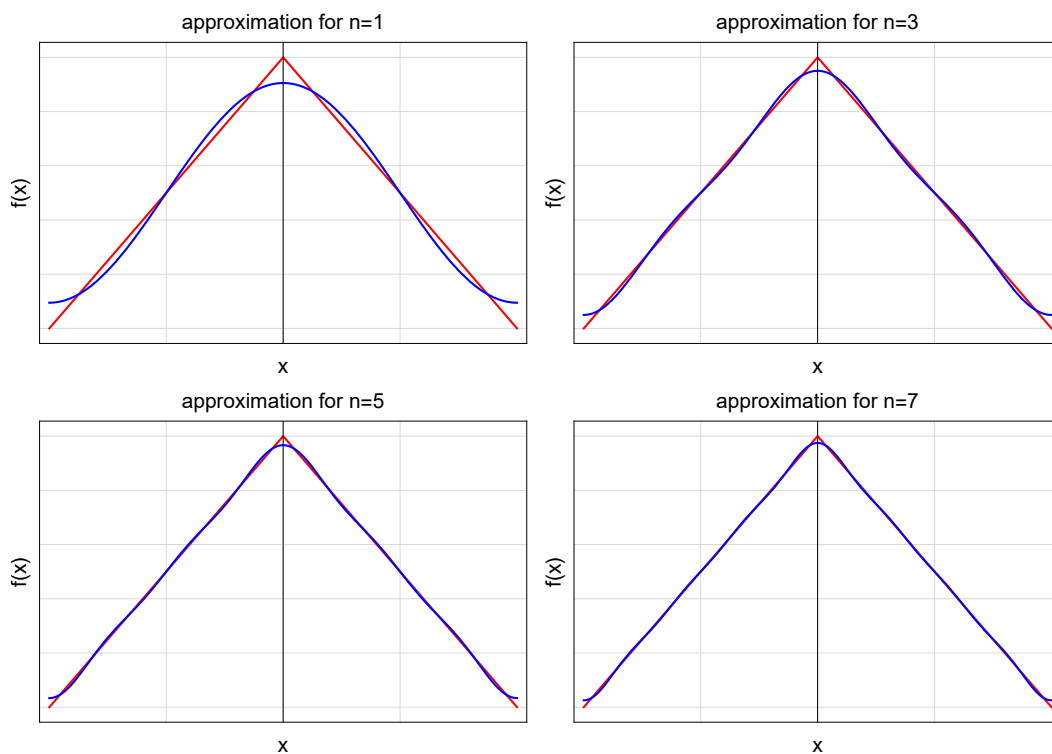 approximation for n=1
f(x)
x
approximation for n=3
f(x)
x
approximation for n=5
f(x)
x
approximation for n=7
f(x)
x